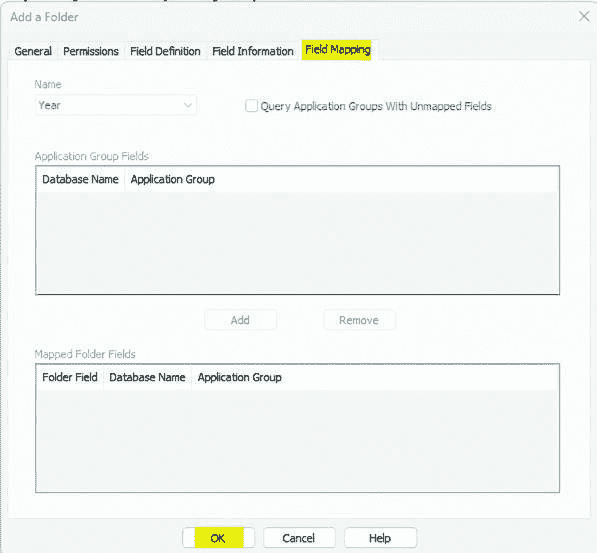 Add a Folder
General Permissions Field Definition Field Information Field Mapping
Name
Year
Query Application Groups With Unmapped Fields
Application Group Fields
Database Name Application Group
Add Remove
Mapped Folder Fields
Folder Field Database Name Application Group
OK Cancel Help